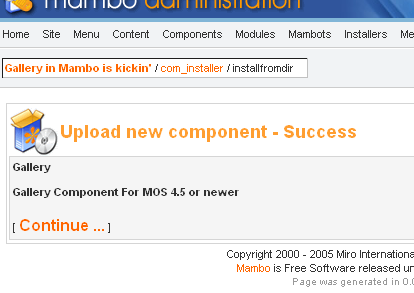 mambo administration
Home Site Menu Content Components Modules Mambots Installers Me
Gallery in Mambo is kickin' / com_installer / installfromdir
Upload new component - Success
Gallery
Gallery Component For MOS 4.5 or newer
[ Continue ... ]
Copyright 2000 - 2005 Miro Internationa
Mambo is Free Software released un
Page was generated in 0.0